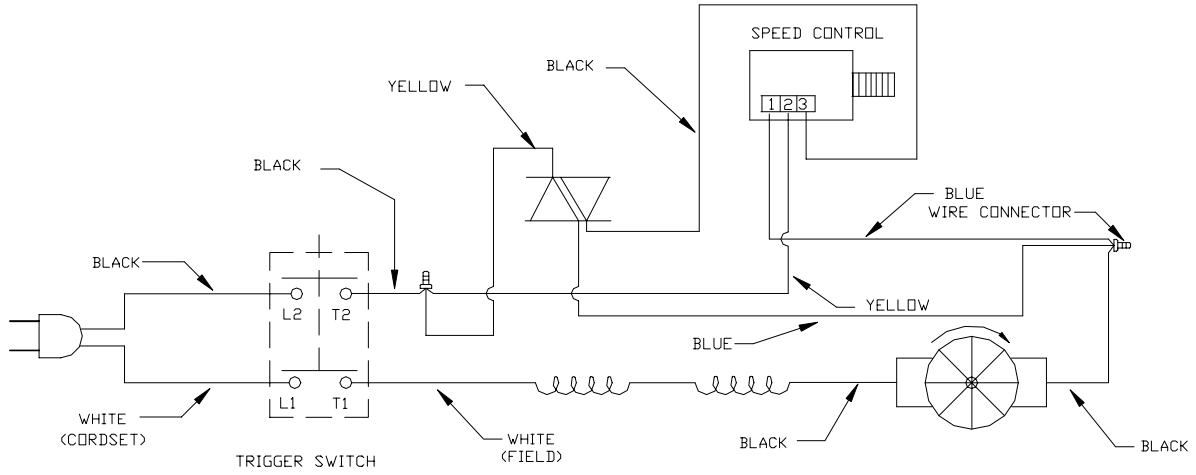 SPEED CONTROL
1 2 3
BLACK
YELLOW
BLACK
BLUE
WIRE CONNECTOR
BLACK
L2 T2
YELLOW
BLUE
L1 T1
WHITE
(CORDSET)
WHITE
(FIELD)
BLACK
BLACK
TRIGGER SWITCH